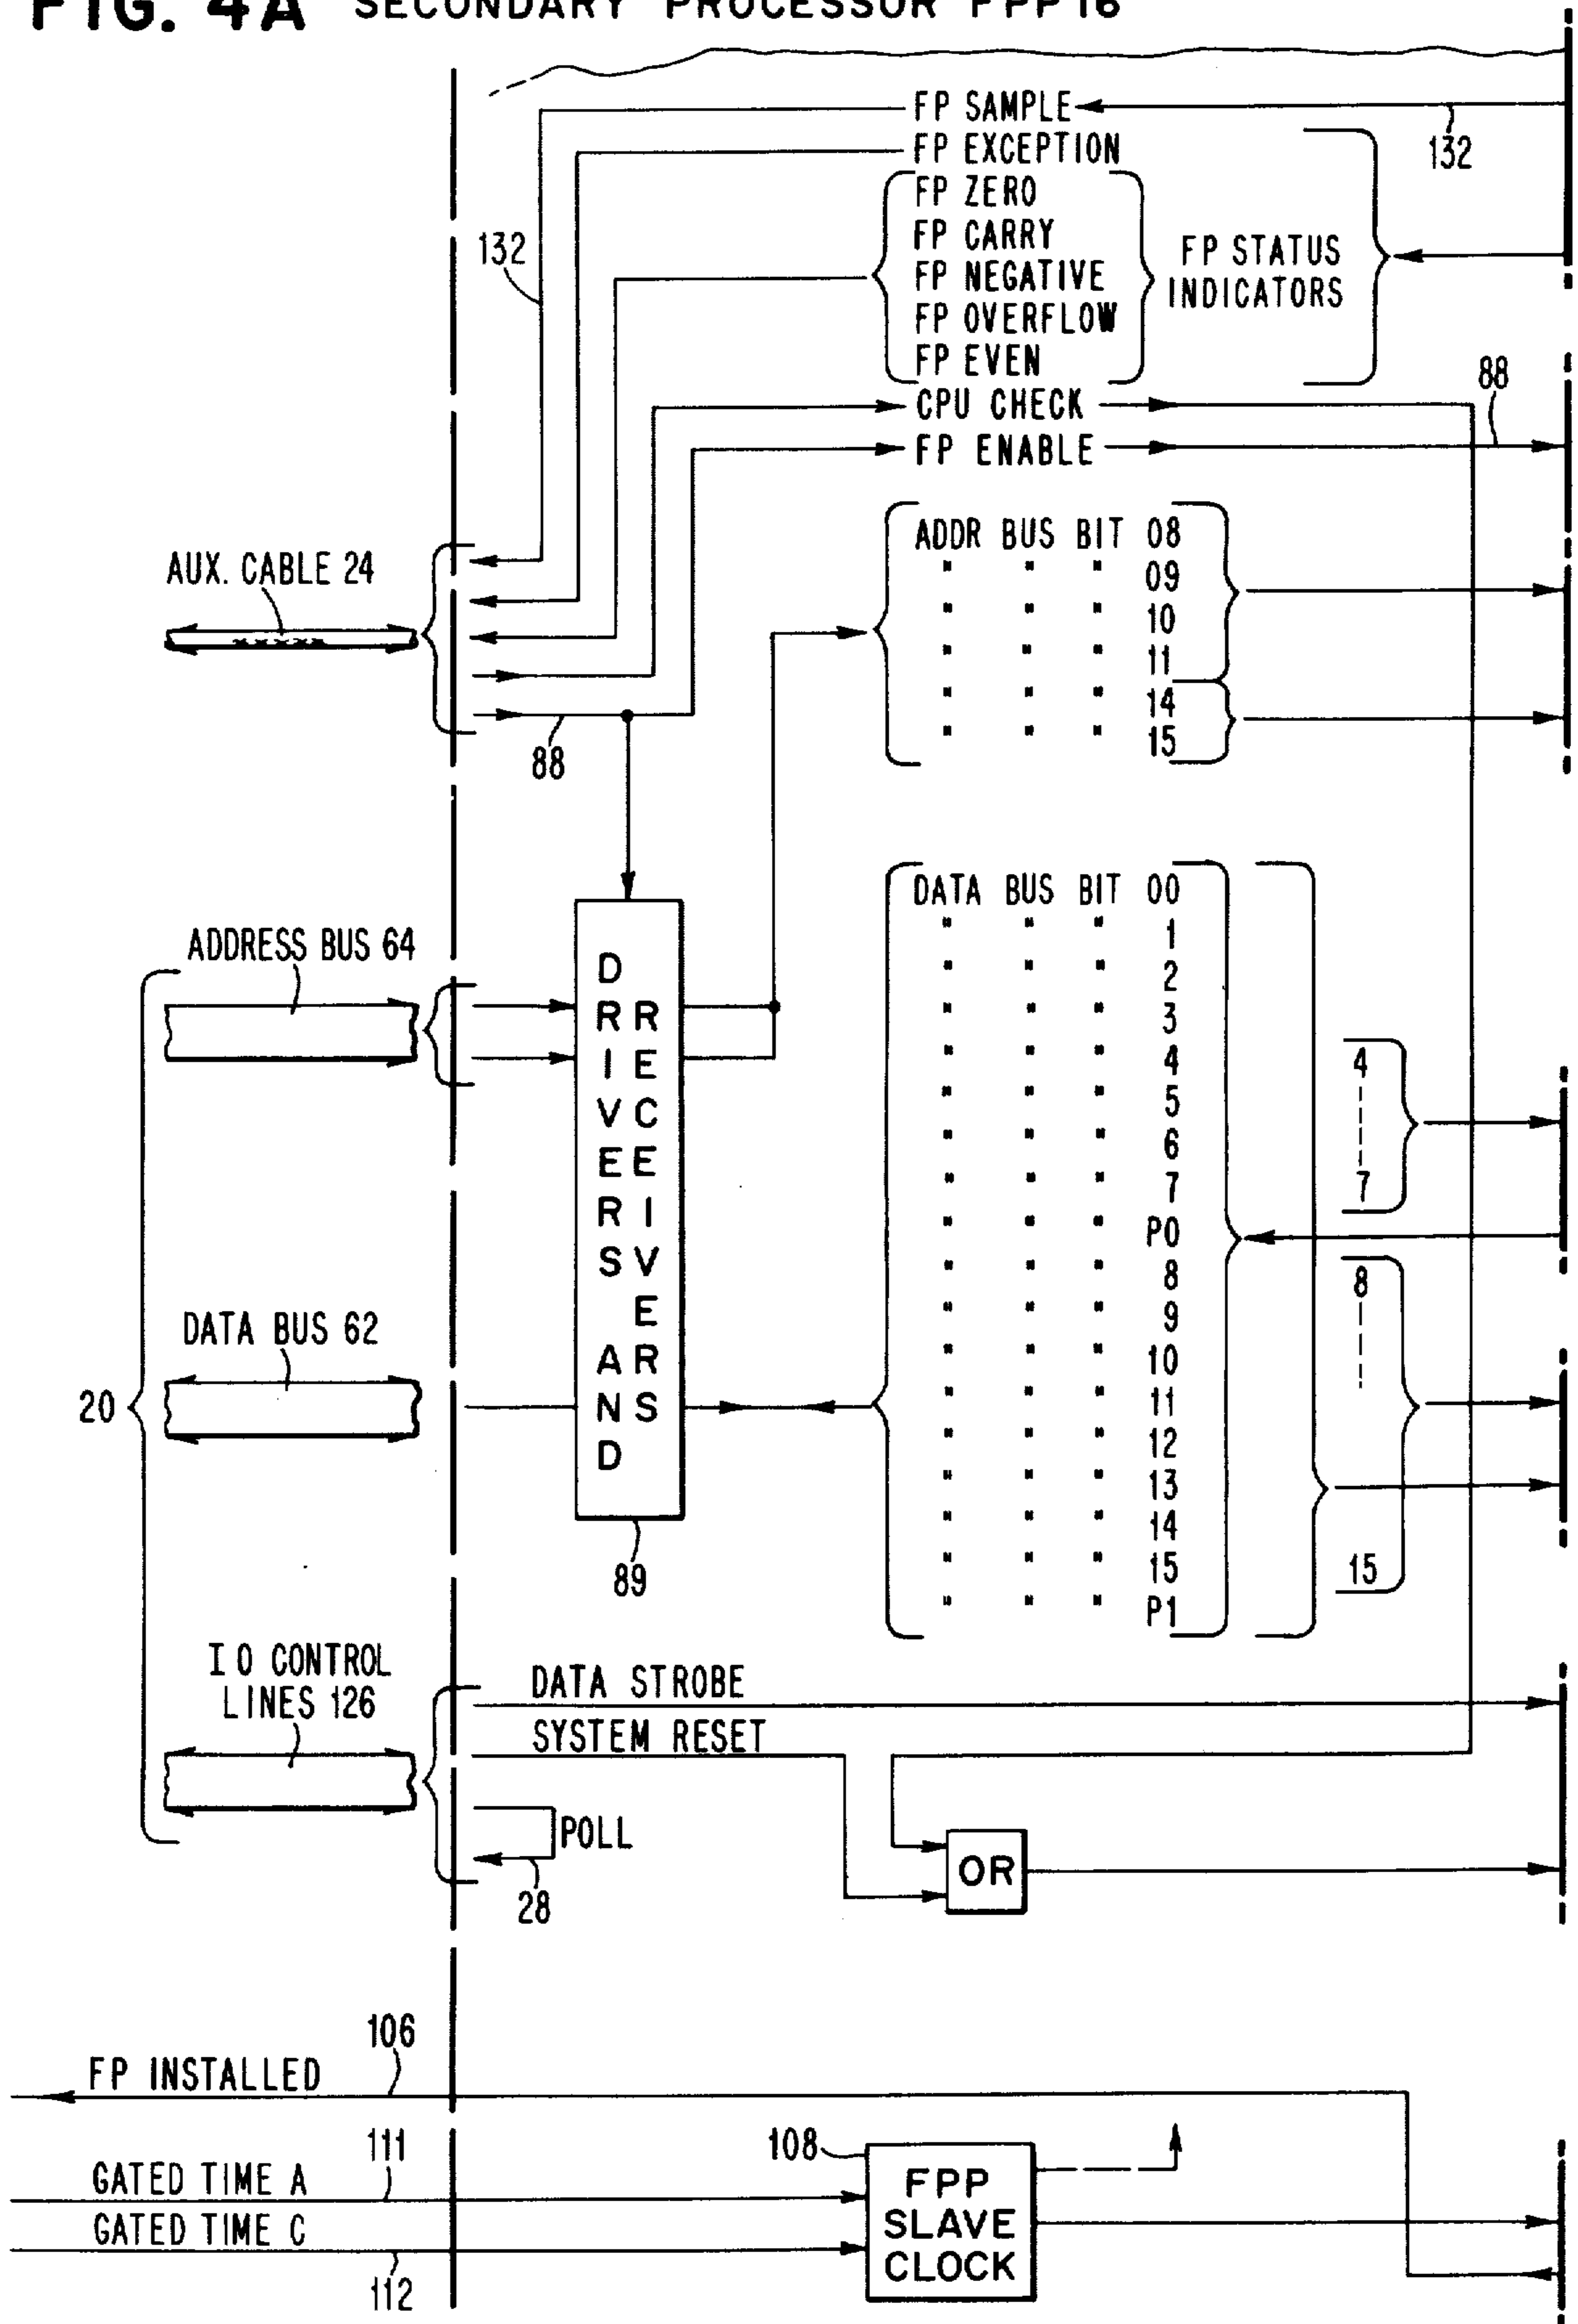 FIG. 4A SECONDARY PROCESSOR FPP16
FP SAMPLE
132
FP EXCEPTION
FP ZERO
FP CARRY
FP NEGATIVE
FP OVERFLOW
FP EVEN
FP STATUS
INDICATORS
132
CPU CHECK
88
FP ENABLE
AUX. CABLE 24
88
ADDR BUS BIT 08
" " " 09
" " " 10
" " " 11
" " " 14
" " " 15
ADDRESS BUS 64
DRIVERS AND
RECEIVERS
89
DATA BUS BIT 00
" " " 1
" " " 2
" " " 3
" " " 4
" " " 5
" " " 6
" " " 7
" " " P0
" " " 8
" " " 9
" " " 10
" " " 11
" " " 12
" " " 13
" " " 14
" " " 15
" " " P1
4
7
8
15
DATA BUS 62
20
I O CONTROL
LINES 126
DATA STROBE
SYSTEM RESET
POLL
28
OR
106
FP INSTALLED
111
GATED TIME A
GATED TIME C
112
108
FPP
SLAVE
CLOCK